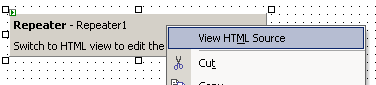 Repeater - Repeater1
Switch to HTML view to edit the
View HTML Source
Cut